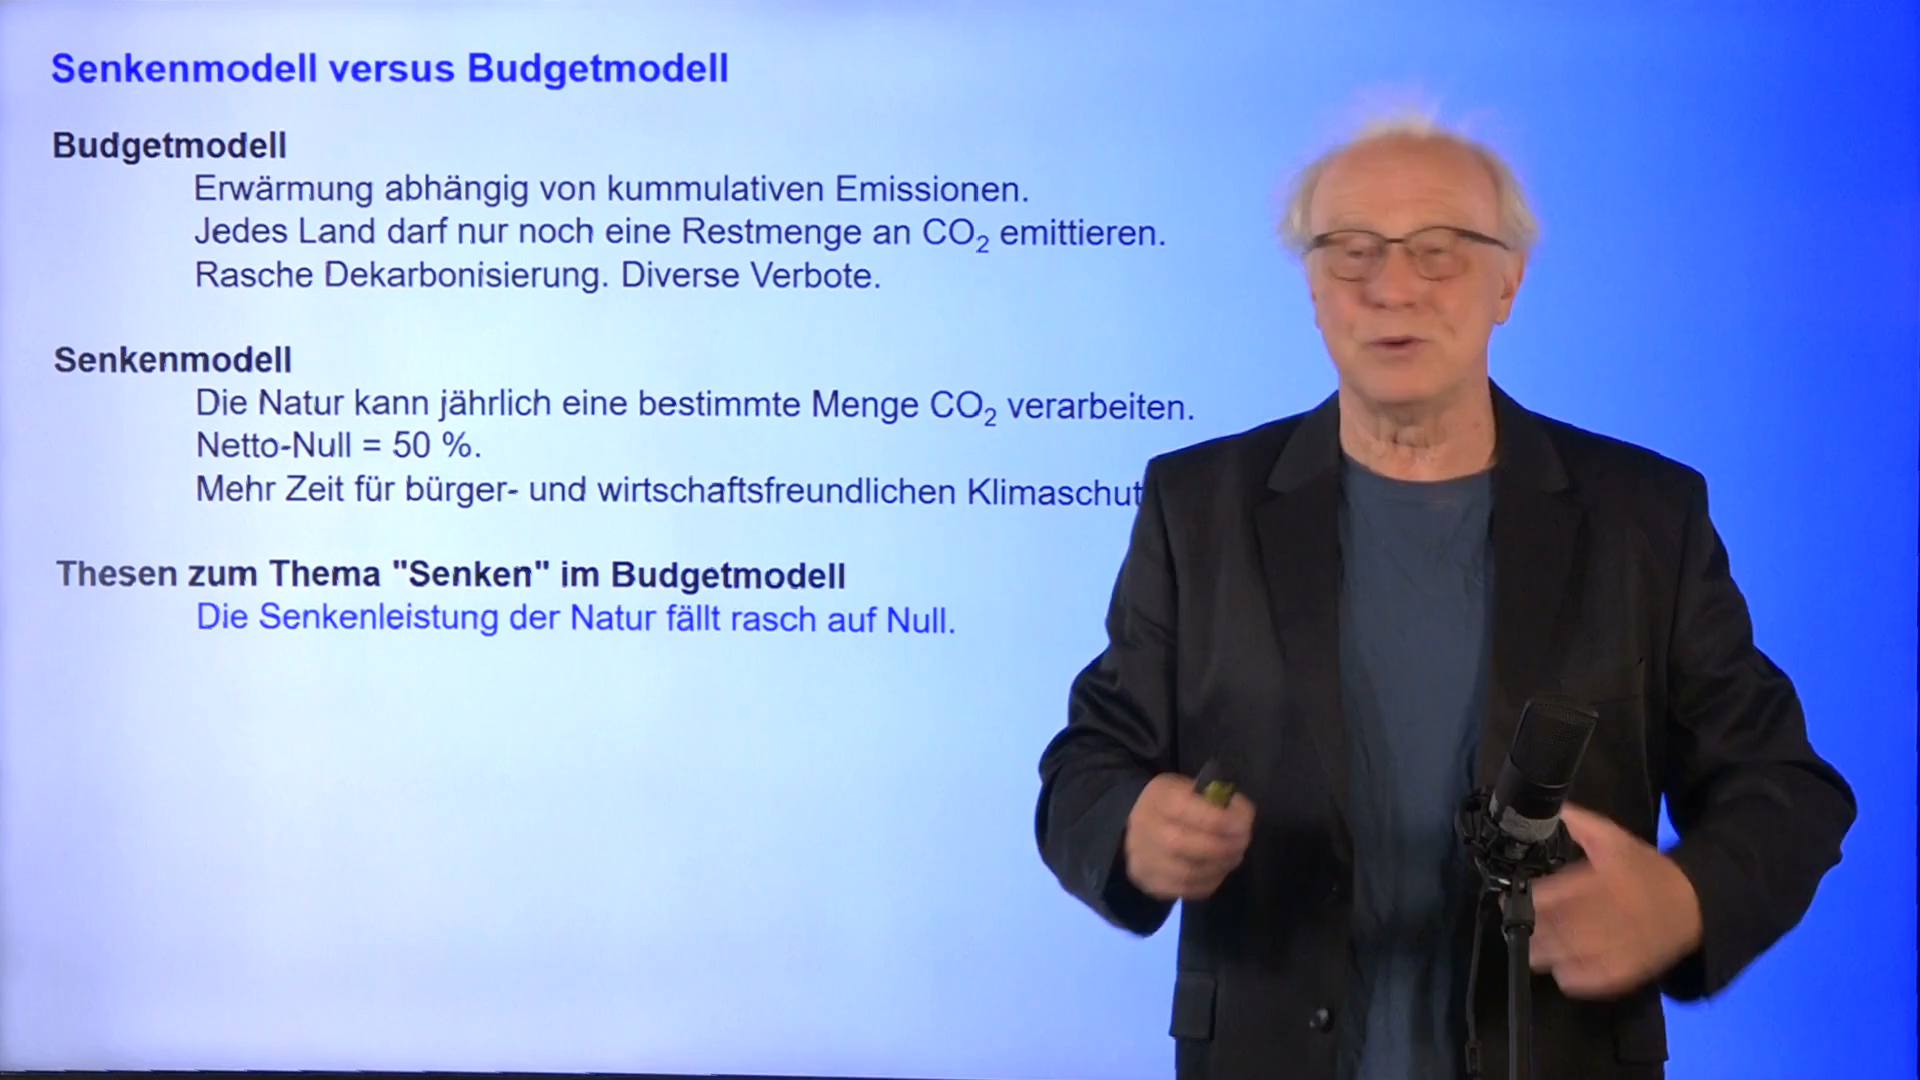 Senkenmodell versus Budgetmodell
Budgetmodell
Erwärmung abhängig von kummulativen Emissionen.
Jedes Land darf nur noch eine Restmenge an CO₂ emittieren.
Rasche Dekarbonisierung. Diverse Verbote.
Senkenmodell
Die Natur kann jährlich eine bestimmte Menge CO₂ verarbeiten.
Netto-Null = 50 %.
Mehr Zeit für bürger- und wirtschaftsfreundlichen Klimaschut
Thesen zum Thema "Senken" im Budgetmodell
Die Senkenleistung der Natur fällt rasch auf Null.